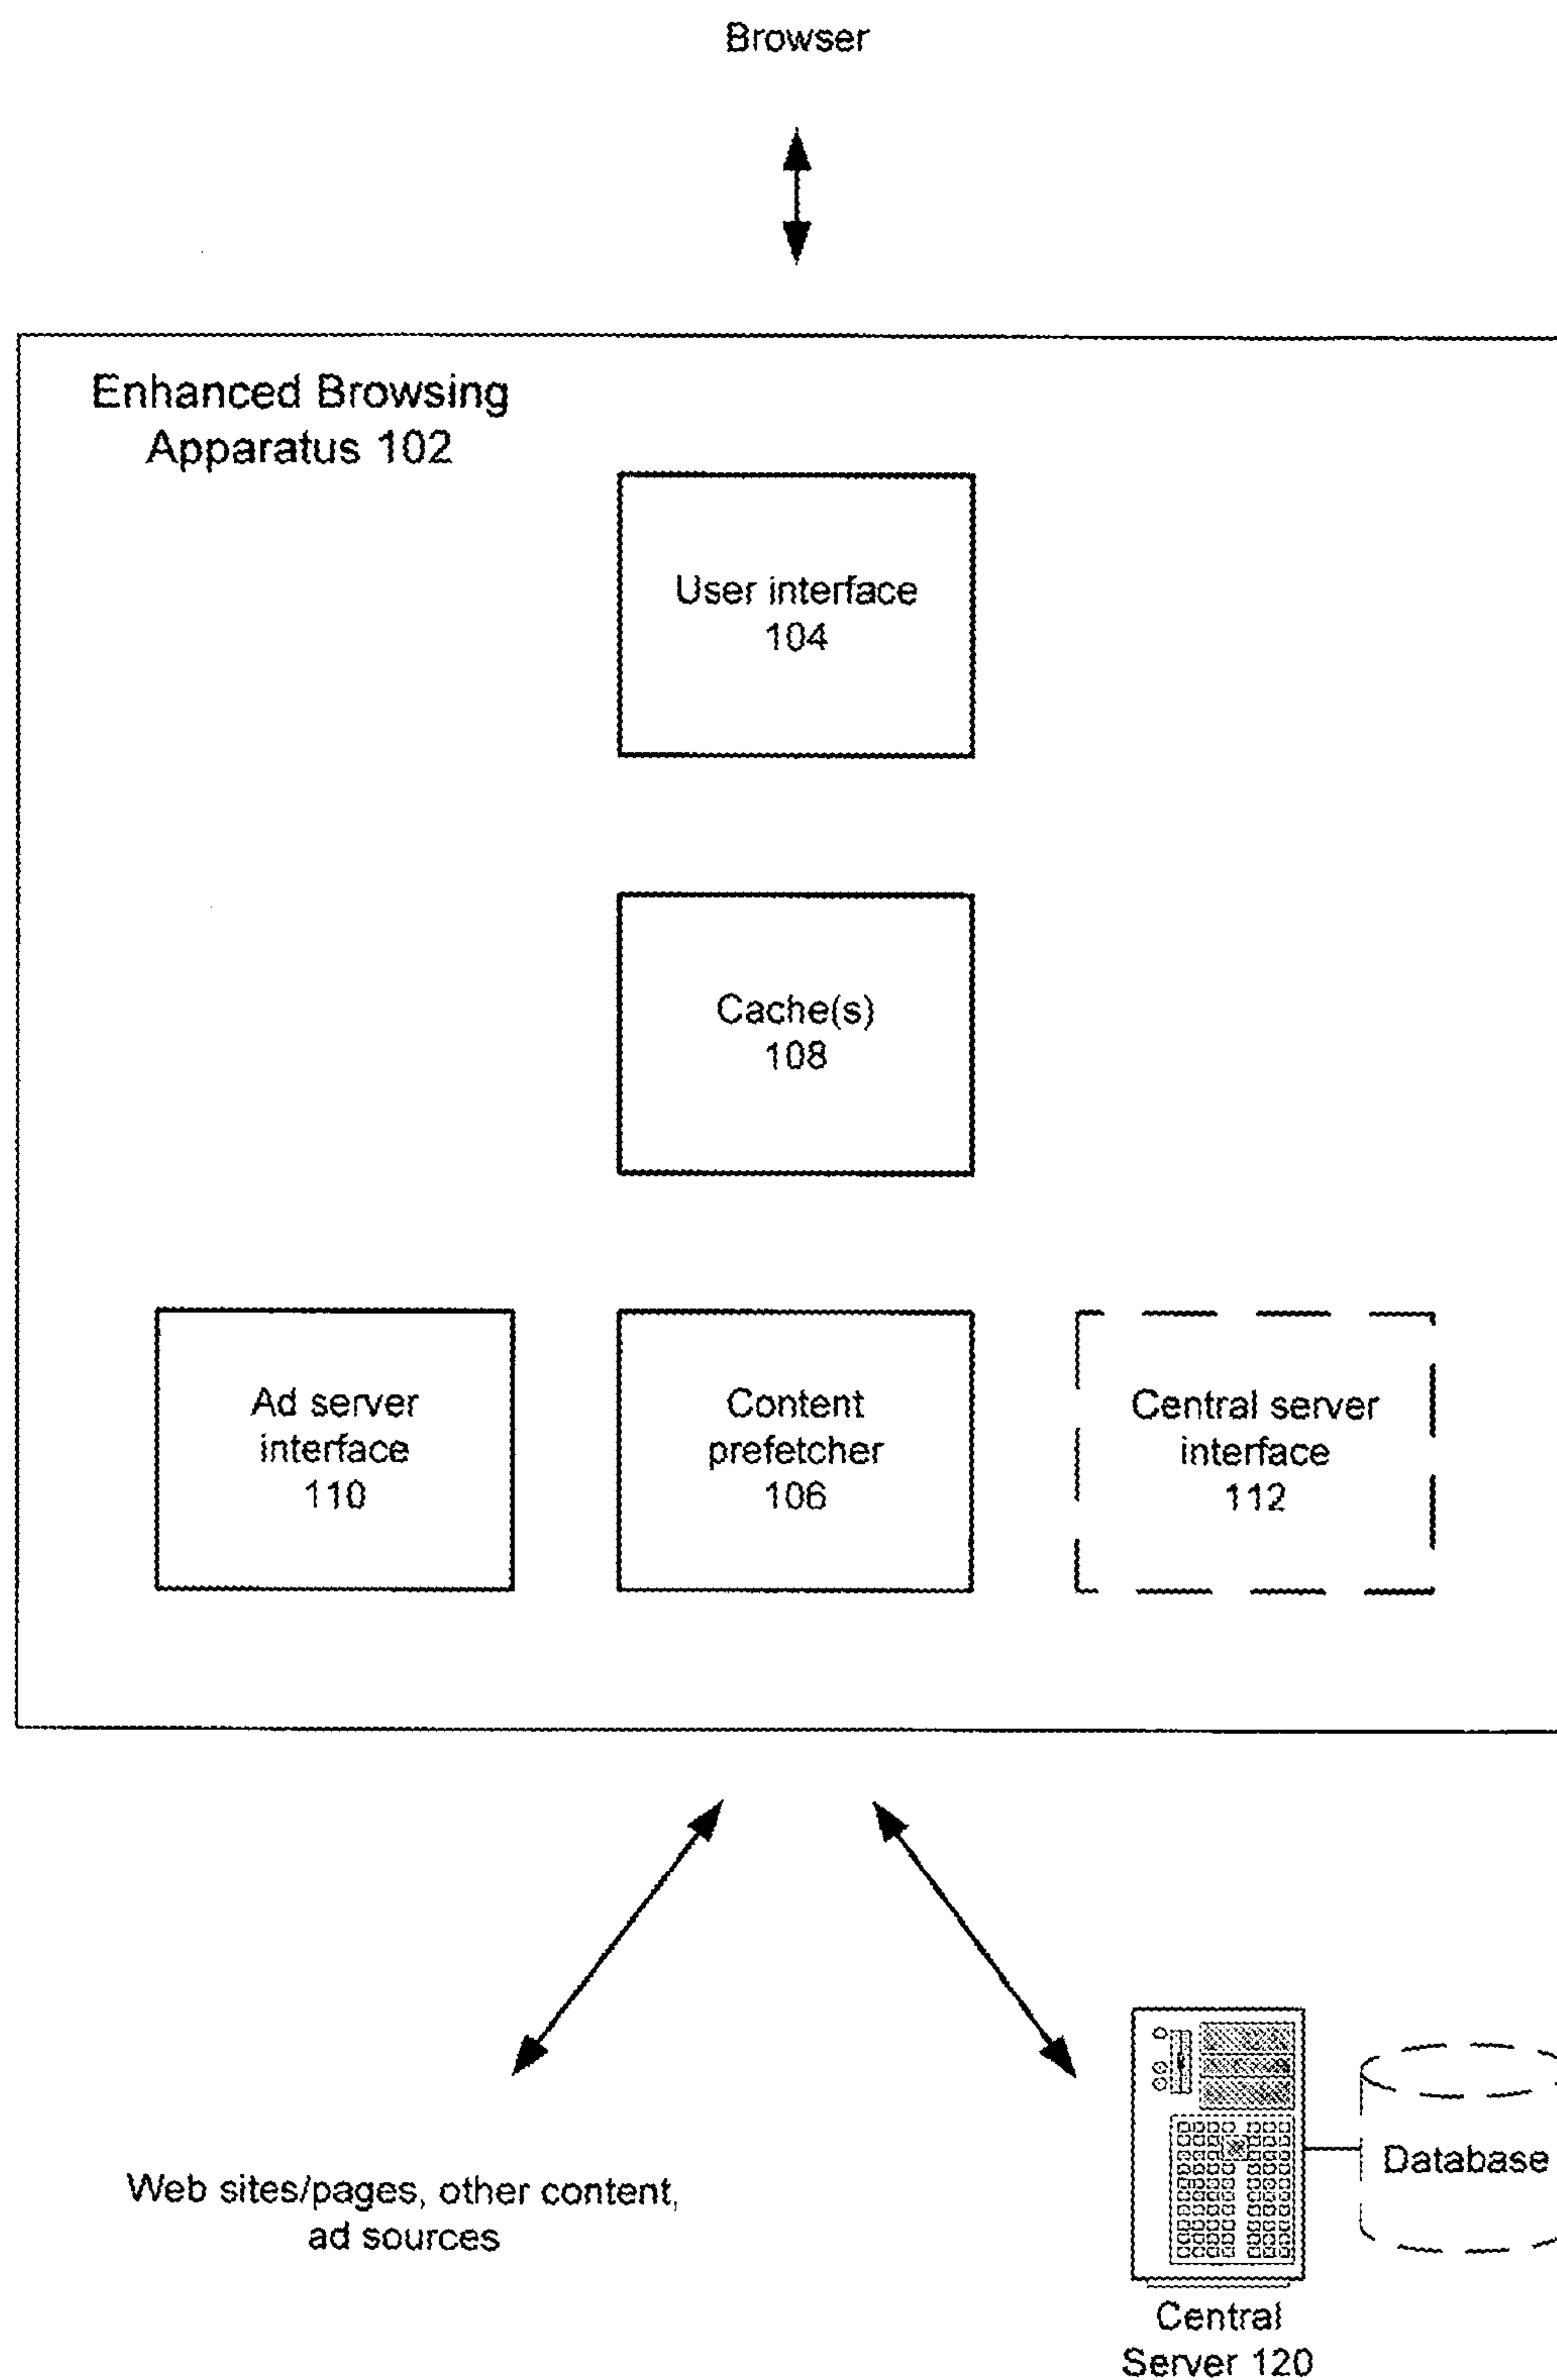 Browser
Enhanced Browsing
Apparatus 102
User interface
104
Cache(s)
108
Ad server
interface
110
Content
prefetcher
106
Central server
interface
112
Web sites/pages, other content,
ad sources
Database
Central
Server 120